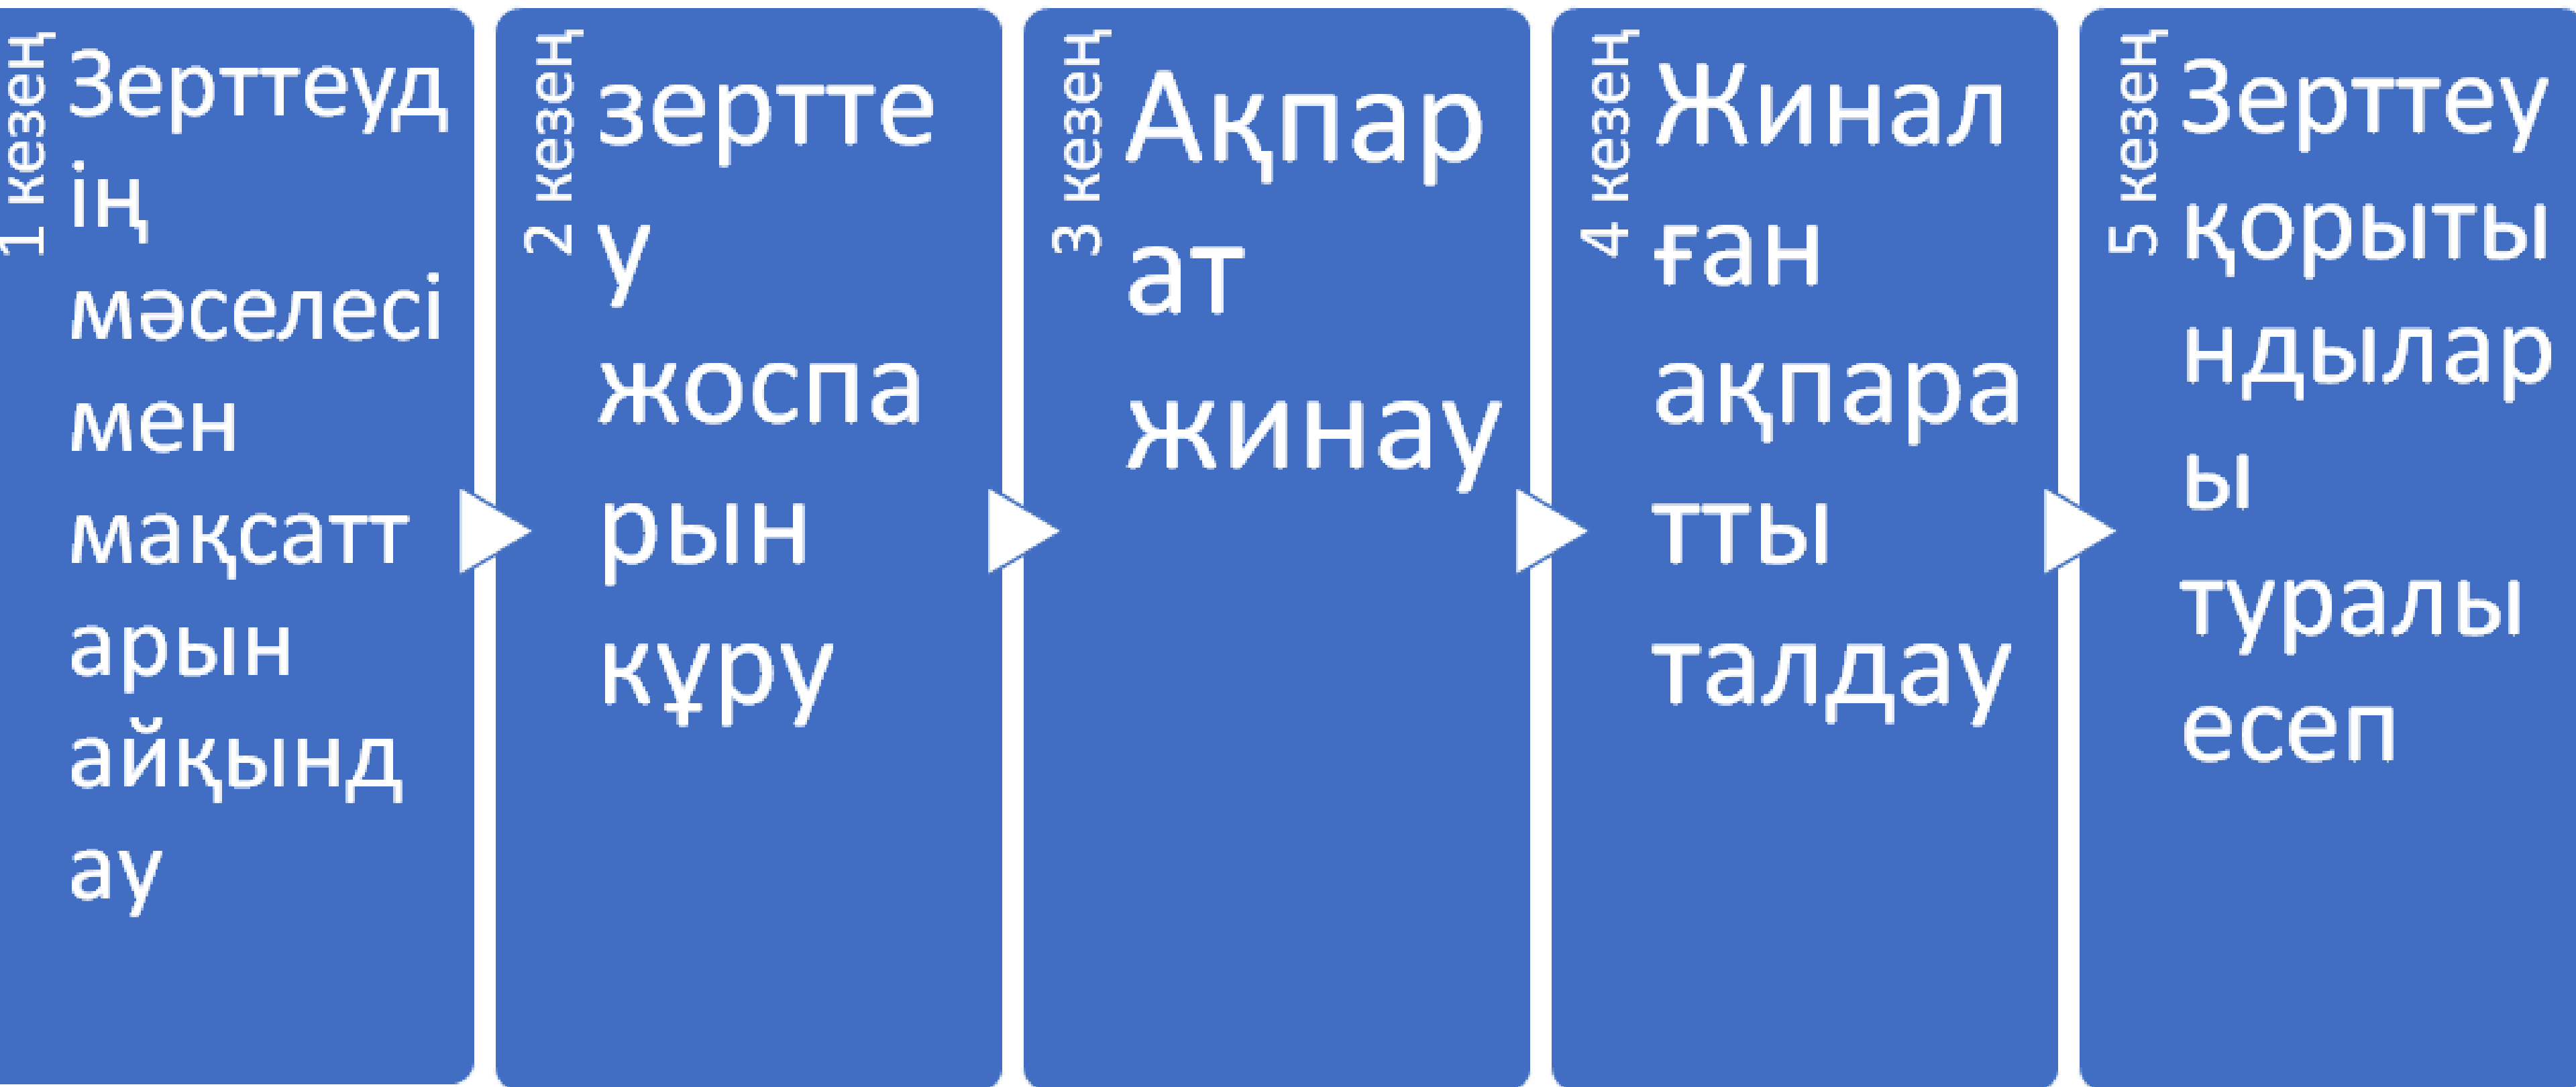 1 кезең
Зерттеуд
ің
мәселесі
мен
мақсатт
арын
айқынд
ау
2 кезең
зертте
у
жоспа
рын
құру
3 кезең
Ақпар
ат
жинау
4 кезең
Жинал
ған
ақпара
тты
талдау
5 кезең
Зерттеу
қорыты
ндылар
ы
туралы
есеп